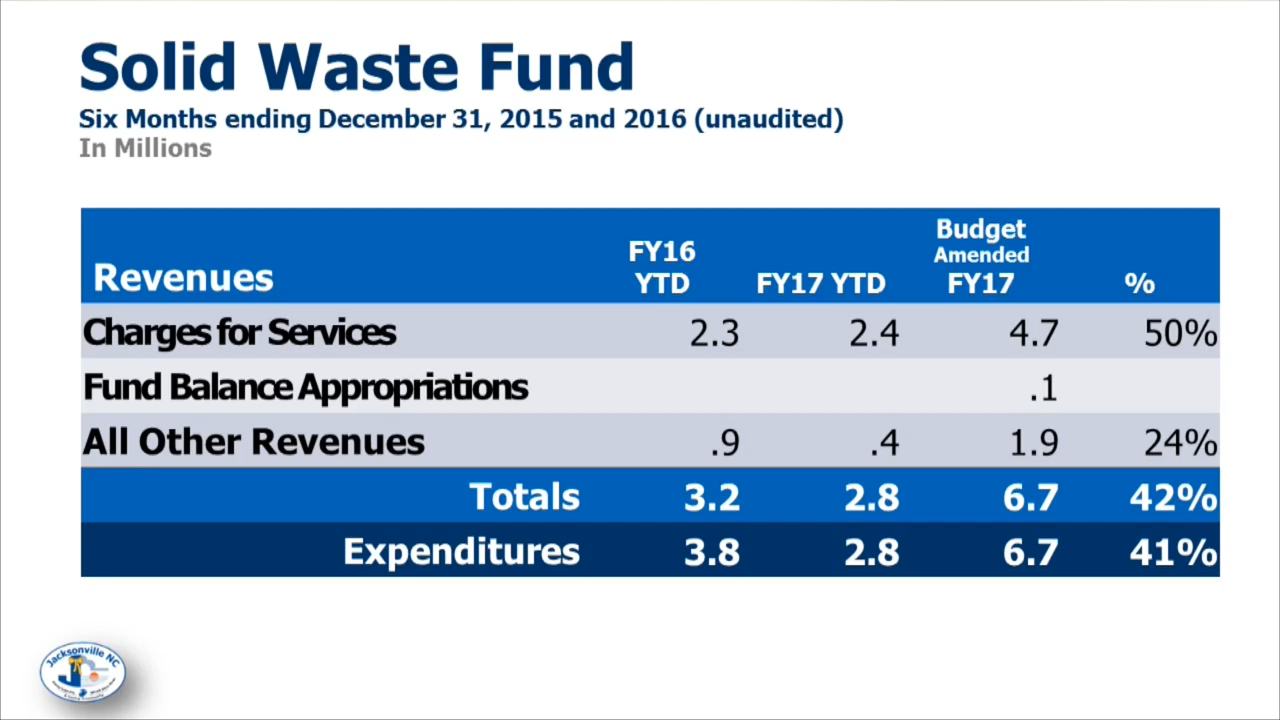 Solid Waste Fund
Six Months ending December 31, 2015 and 2016 (unaudited)
In Millions
Revenues FY16 YTD FY17 YTD Budget Amended FY17 %
Charges for Services 2.3 2.4 4.7 50%
Fund Balance Appropriations .1
All Other Revenues .9 .4 1.9 24%
Totals 3.2 2.8 6.7 42%
Expenditures 3.8 2.8 6.7 41%
Jacksonville NC